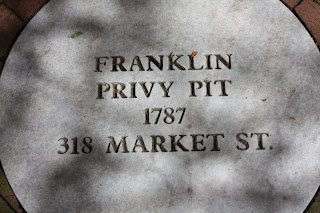 FRANKLIN
PRIVY PIT
1787
318 MARKET ST.